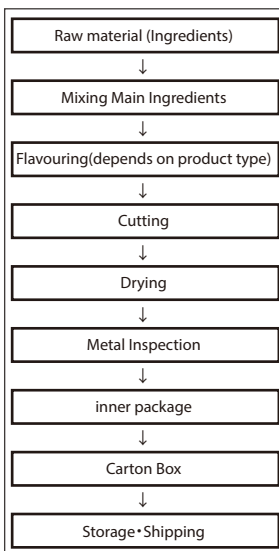 Raw material (Ingredients)
↓
Mixing Main Ingredients
↓
Flavouring(depends on product type)
↓
Cutting
↓
Drying
↓
Metal Inspection
↓
inner package
↓
Carton Box
↓
Storage・Shipping